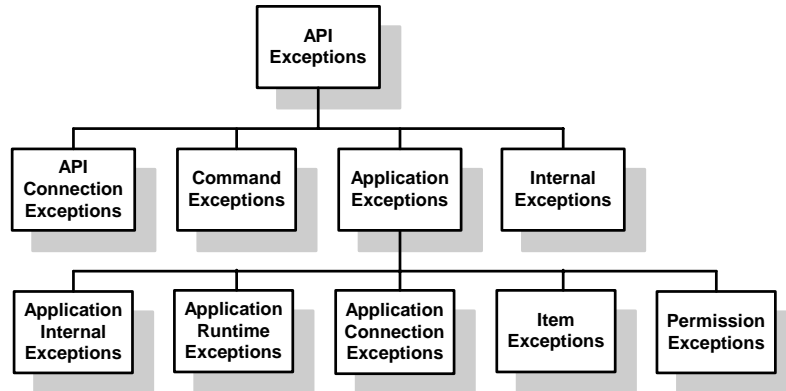 API
Exceptions
API
Connection
Exceptions
Command
Exceptions
Application
Exceptions
Internal
Exceptions
Application
Internal
Exceptions
Application
Runtime
Exceptions
Application
Connection
Exceptions
Item
Exceptions
Permission
Exceptions